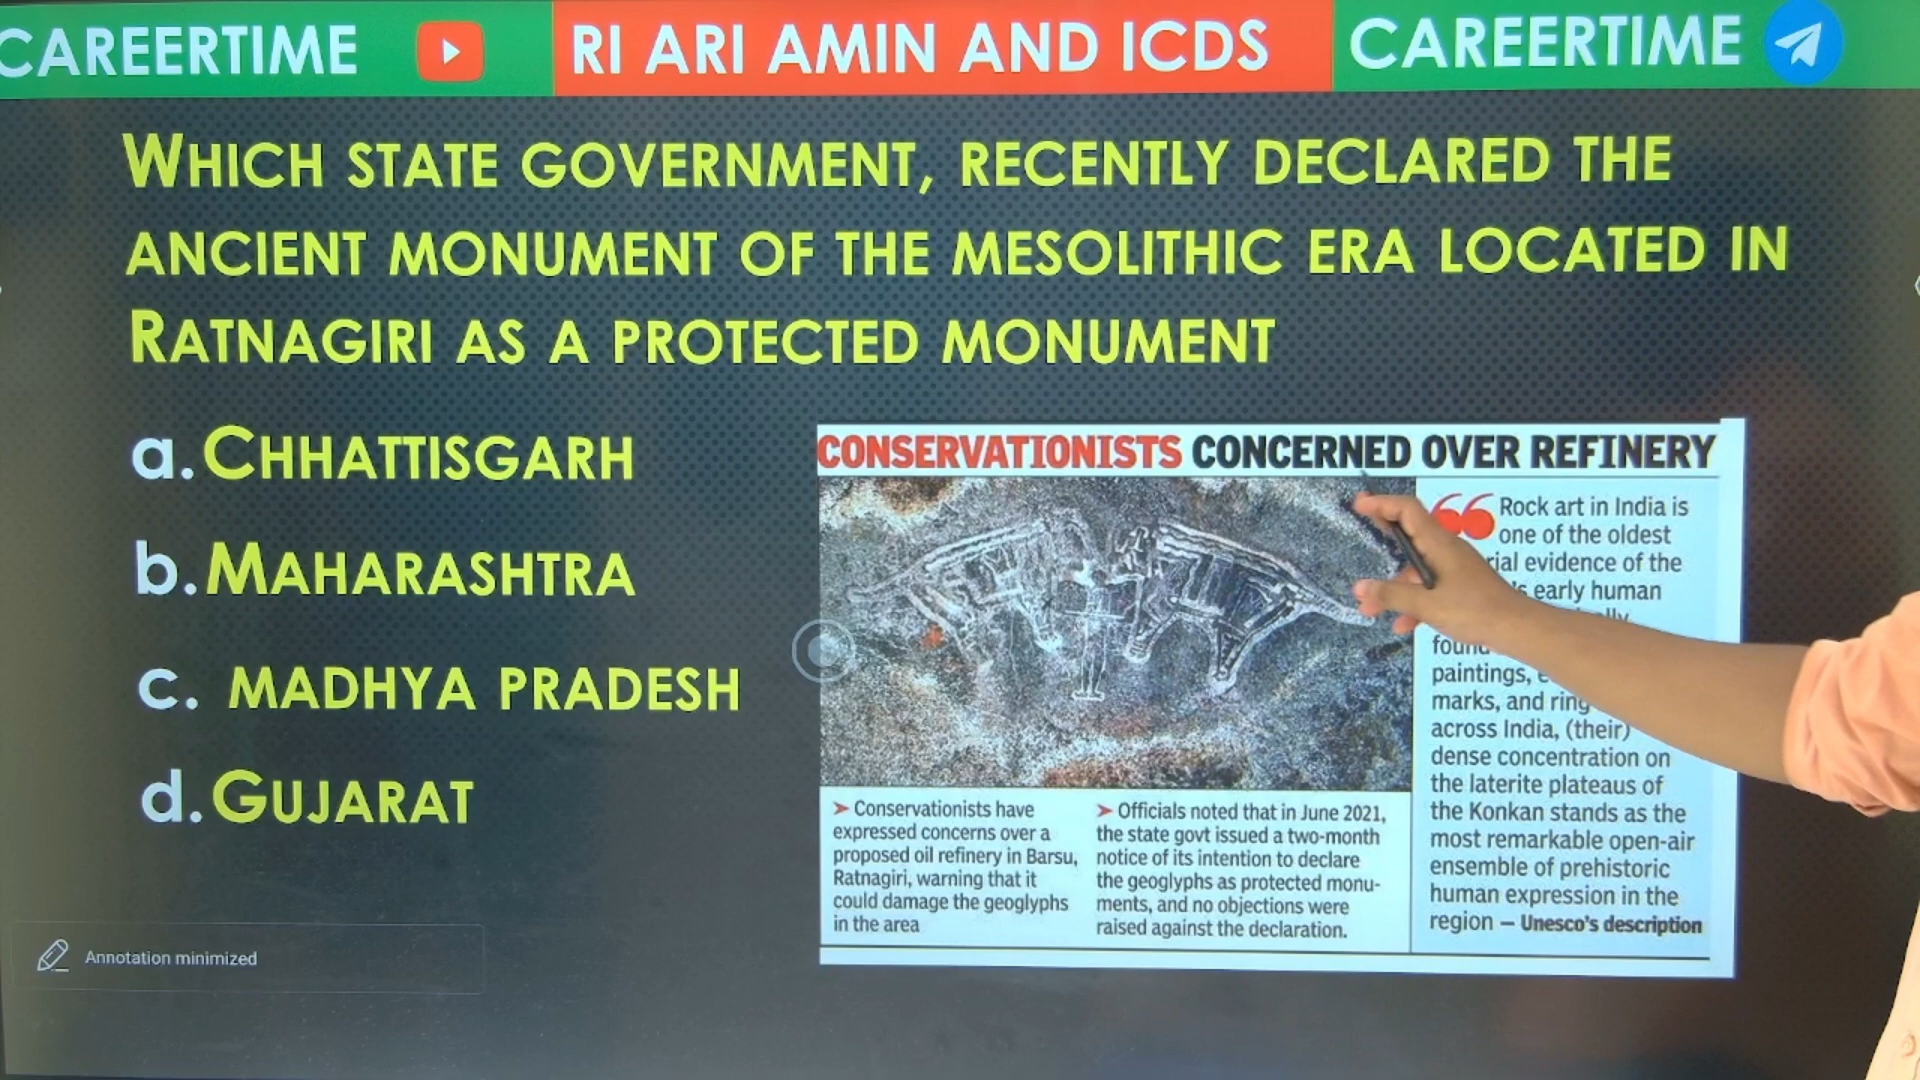 CAREERTIME
RI ARI AMIN AND ICDS
CAREERTIME
WHICH STATE GOVERNMENT, RECENTLY DECLARED THE
ANCIENT MONUMENT OF THE MESOLITHIC ERA LOCATED IN
RATNAGIRI AS A PROTECTED MONUMENT
a. CHHATTISGARH
b. MAHARASHTRA
c. MADHYA PRADESH
d. GUJARAT
CONSERVATIONISTS CONCERNED OVER REFINERY
➤ Conservationists have
expressed concerns over a
proposed oil refinery in Barsu,
Ratnagiri, warning that it
could damage the geoglyphs
in the area
➤ Officials noted that in June 2021,
the state govt issued a two-month
notice of its intention to declare
the geoglyphs as protected monu-
ments, and no objections were
raised against the declaration.
Rock art in India is
one of the oldest
evidence of the
early human
paintings,
marks, and ring
across India, (their)
dense concentration on
the laterite plateaus of
the Konkan stands as the
most remarkable open-air
ensemble of prehistoric
human expression in the
region — Unesco's description
Annotation minimized